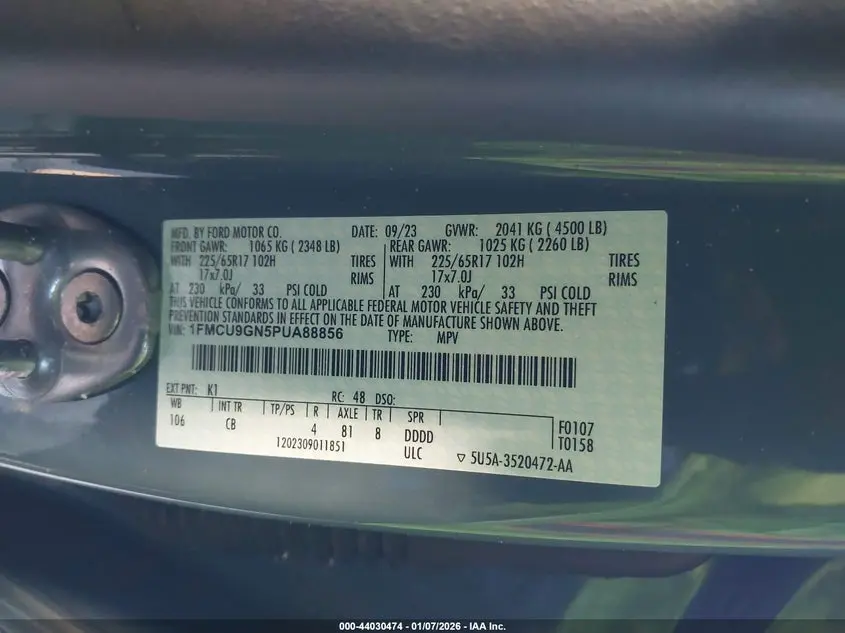 MFD. BY FORD MOTOR CO. DATE: 09/23 GVWR: 2041 KG ( 4500 LB)
FRONT GAWR: 1065 KG ( 2348 LB) REAR GAWR: 1025 KG ( 2260 LB)
WITH 225/65R17 102H TIRES WITH 225/65R17 102H TIRES
17x7.0J RIMS 17x7.0J RIMS
AT 230 kPa/ 33 PSI COLD AT 230 kPa/ 33 PSI COLD
THIS VEHICLE CONFORMS TO ALL APPLICABLE FEDERAL MOTOR VEHICLE SAFETY AND THEFT
PREVENTION STANDARDS IN EFFECT ON THE DATE OF MANUFACTURE SHOWN ABOVE.
VIN: 1FMCU9GN5PUA88856 TYPE: MPV
EXT PNT: K1 RC: 48 DSO:
WB INT TR TP/PS R AXLE TR SPR F0107
106 CB 4 81 8 DDDD T0158
1202309011851 ULC ▽ 5U5A-3520472-AA
000-44030474 | 01/07/2026 - IAA Inc.